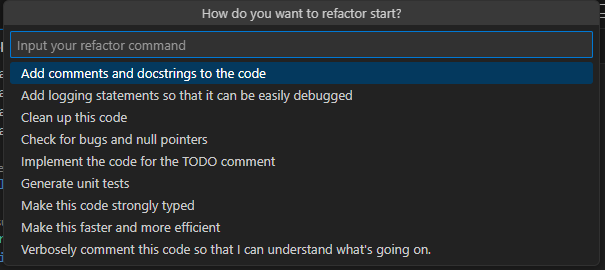 How do you want to refactor start?
Input your refactor command
Add comments and docstrings to the code
Add logging statements so that it can be easily debugged
Clean up this code
Check for bugs and null pointers
Implement the code for the TODO comment
Generate unit tests
Make this code strongly typed
Make this faster and more efficient
Verbosely comment this code so that I can understand what's going on.